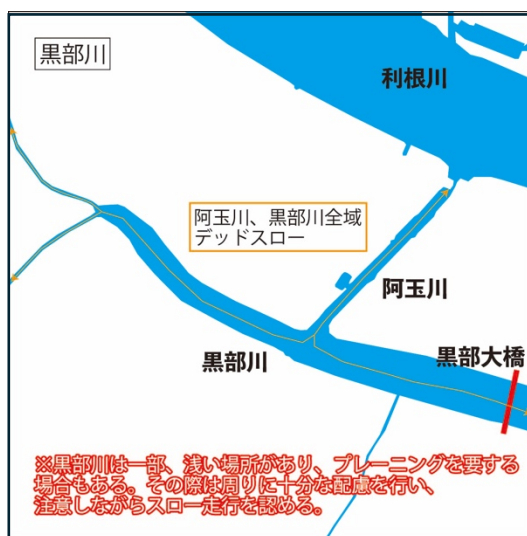 黒部川
利根川
阿玉川、黒部川全域
デッドスロー
阿玉川
黒部川
黒部大橋
※黒部川は一部、浅い場所があり、プレーニングを要する
場合もある。その際は周りに十分な配慮を行い、
注意しながらスロー走行を認める。